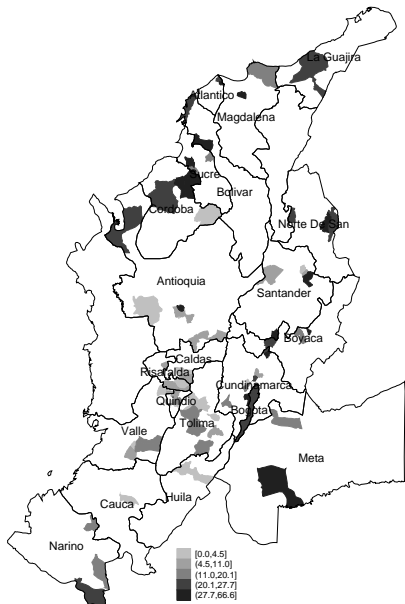 La Guajira
Atlantico
Magdalena
Sucre
Bolivar
Cordoba
Norte De San
Antioquia
Santander
Boyaca
Caldas
Risaralda
Cundinamarca
Quindio
Bogota
Tolima
Valle
Meta
Huila
Cauca
Narino
[0.0,4.5]
(4.5,11.0]
(11.0,20.1]
(20.1,27.7]
(27.7,66.6]